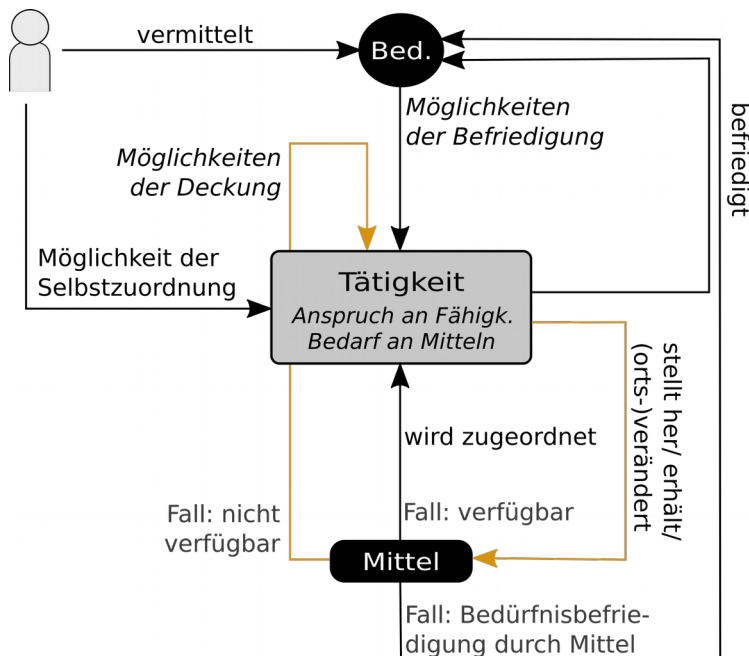 vermittelt
Bed.
Möglichkeiten
der Befriedigung
Möglichkeiten
der Deckung
befriedigt
Möglichkeit der
Selbstzuordnung
Tätigkeit
Anspruch an Fähigk.
Bedarf an Mitteln
stellt her/ erhält/
(orts-)verändert
wird zugeordnet
Fall: nicht
verfügbar
Fall: verfügbar
Mittel
Fall: Bedürfnisbefrie-
digung durch Mittel